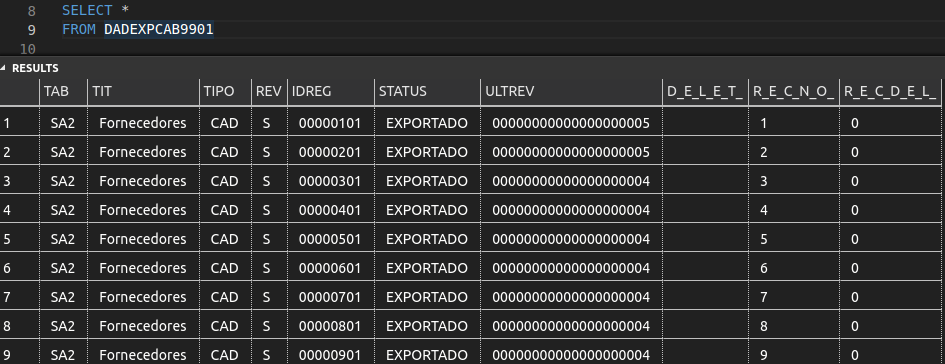 8 SELECT *
9 FROM DADEXPCAB9901
10
RESULTS
TAB TIT TIPO REV IDREG STATUS ULTREV D_E_L_E_T_ R_E_C_N_O_ R_E_C_D_E_L_
1 SA2 Fornecedores CAD S 00000101 EXPORTADO 00000000000000000005 1 0
2 SA2 Fornecedores CAD S 00000201 EXPORTADO 00000000000000000005 2 0
3 SA2 Fornecedores CAD S 00000301 EXPORTADO 00000000000000000004 3 0
4 SA2 Fornecedores CAD S 00000401 EXPORTADO 00000000000000000004 4 0
5 SA2 Fornecedores CAD S 00000501 EXPORTADO 00000000000000000004 5 0
6 SA2 Fornecedores CAD S 00000601 EXPORTADO 00000000000000000004 6 0
7 SA2 Fornecedores CAD S 00000701 EXPORTADO 00000000000000000004 7 0
8 SA2 Fornecedores CAD S 00000801 EXPORTADO 00000000000000000004 8 0
9 SA2 Fornecedores CAD S 00000901 EXPORTADO 00000000000000000004 9 0